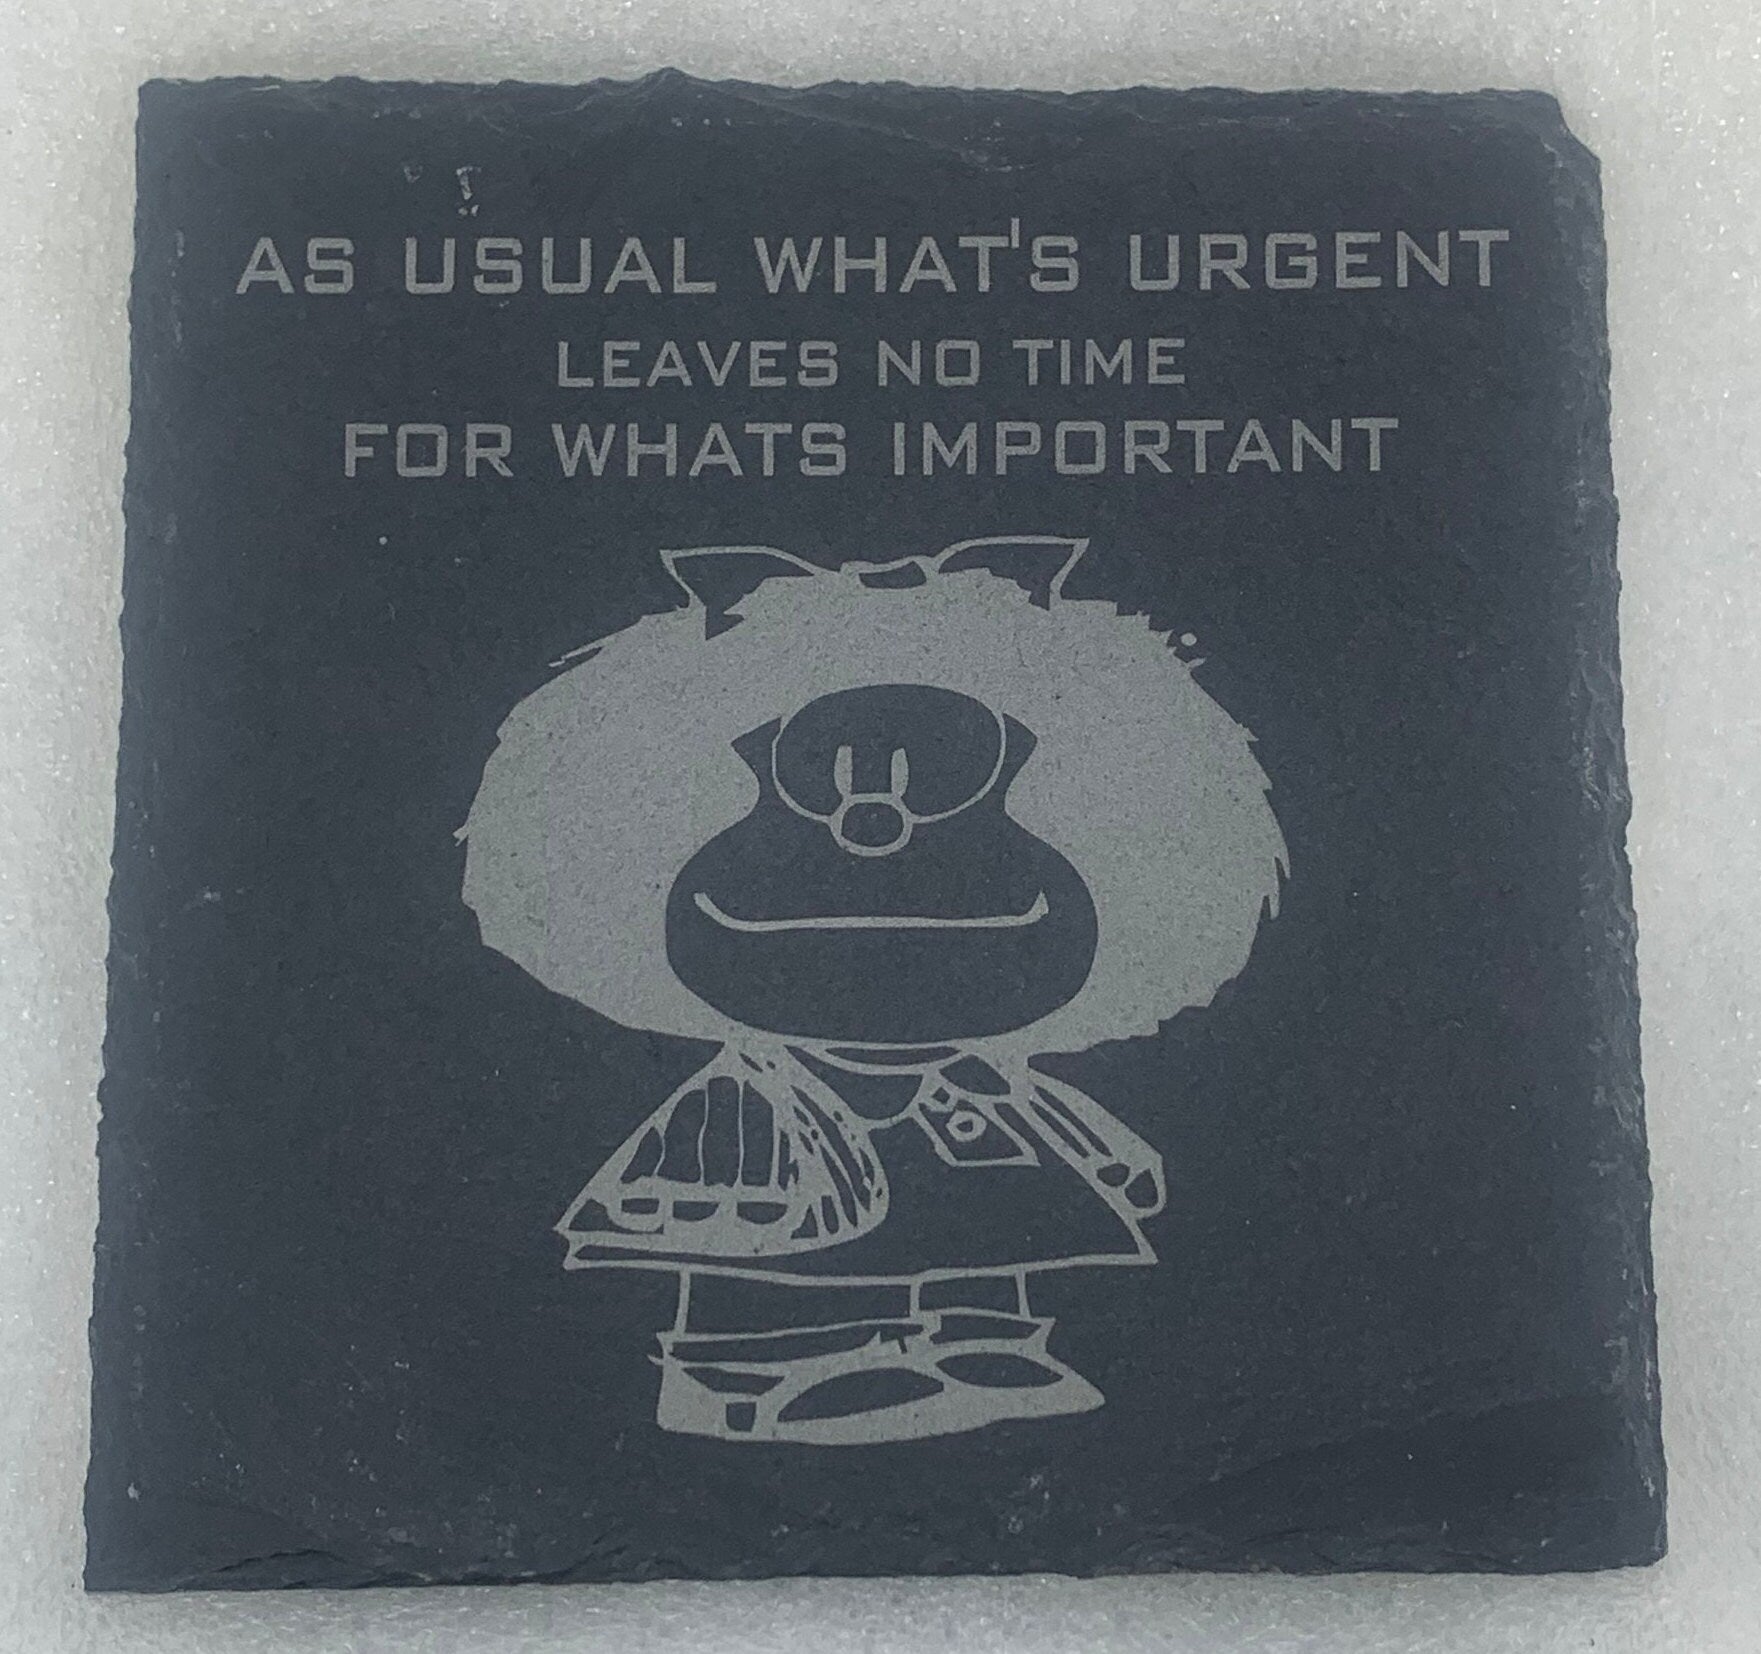 AS USUAL WHAT'S URGENT
LEAVES NO TIME
FOR WHATS IMPORTANT